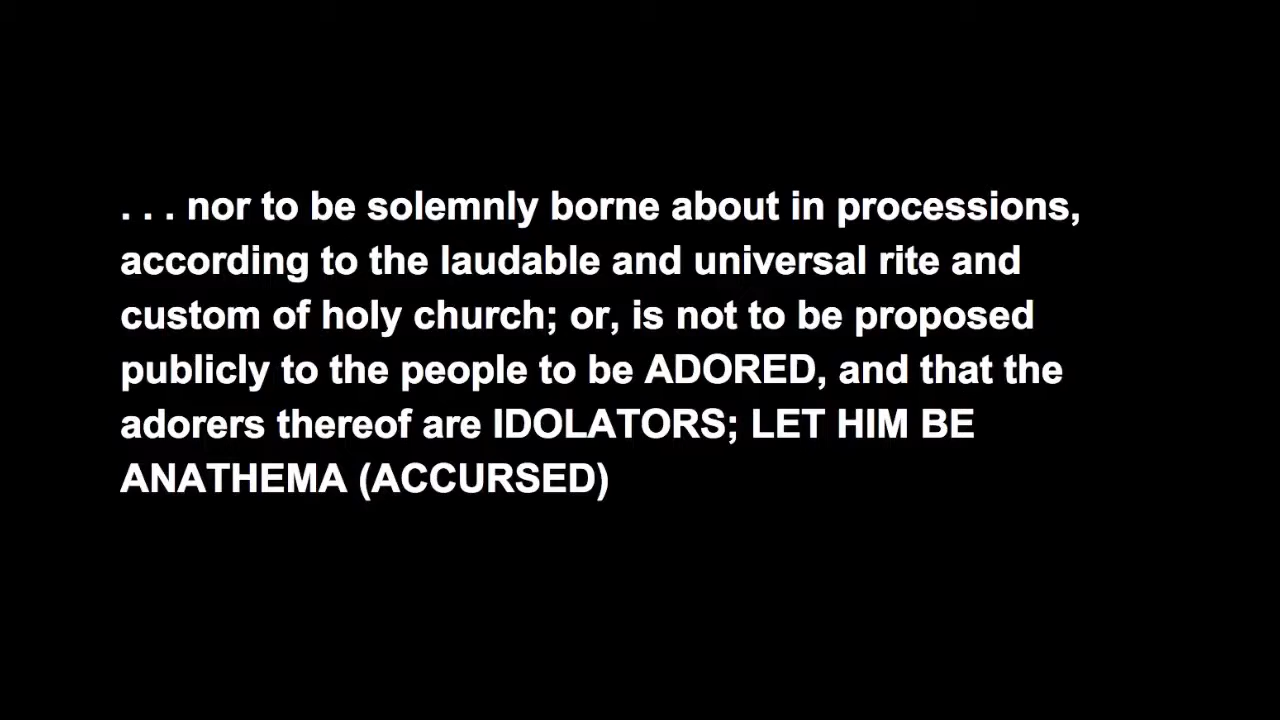 . . . nor to be solemnly borne about in processions,
according to the laudable and universal rite and
custom of holy church; or, is not to be proposed
publicly to the people to be ADORED, and that the
adorers thereof are IDOLATORS; LET HIM BE
ANATHEMA (ACCURSED)